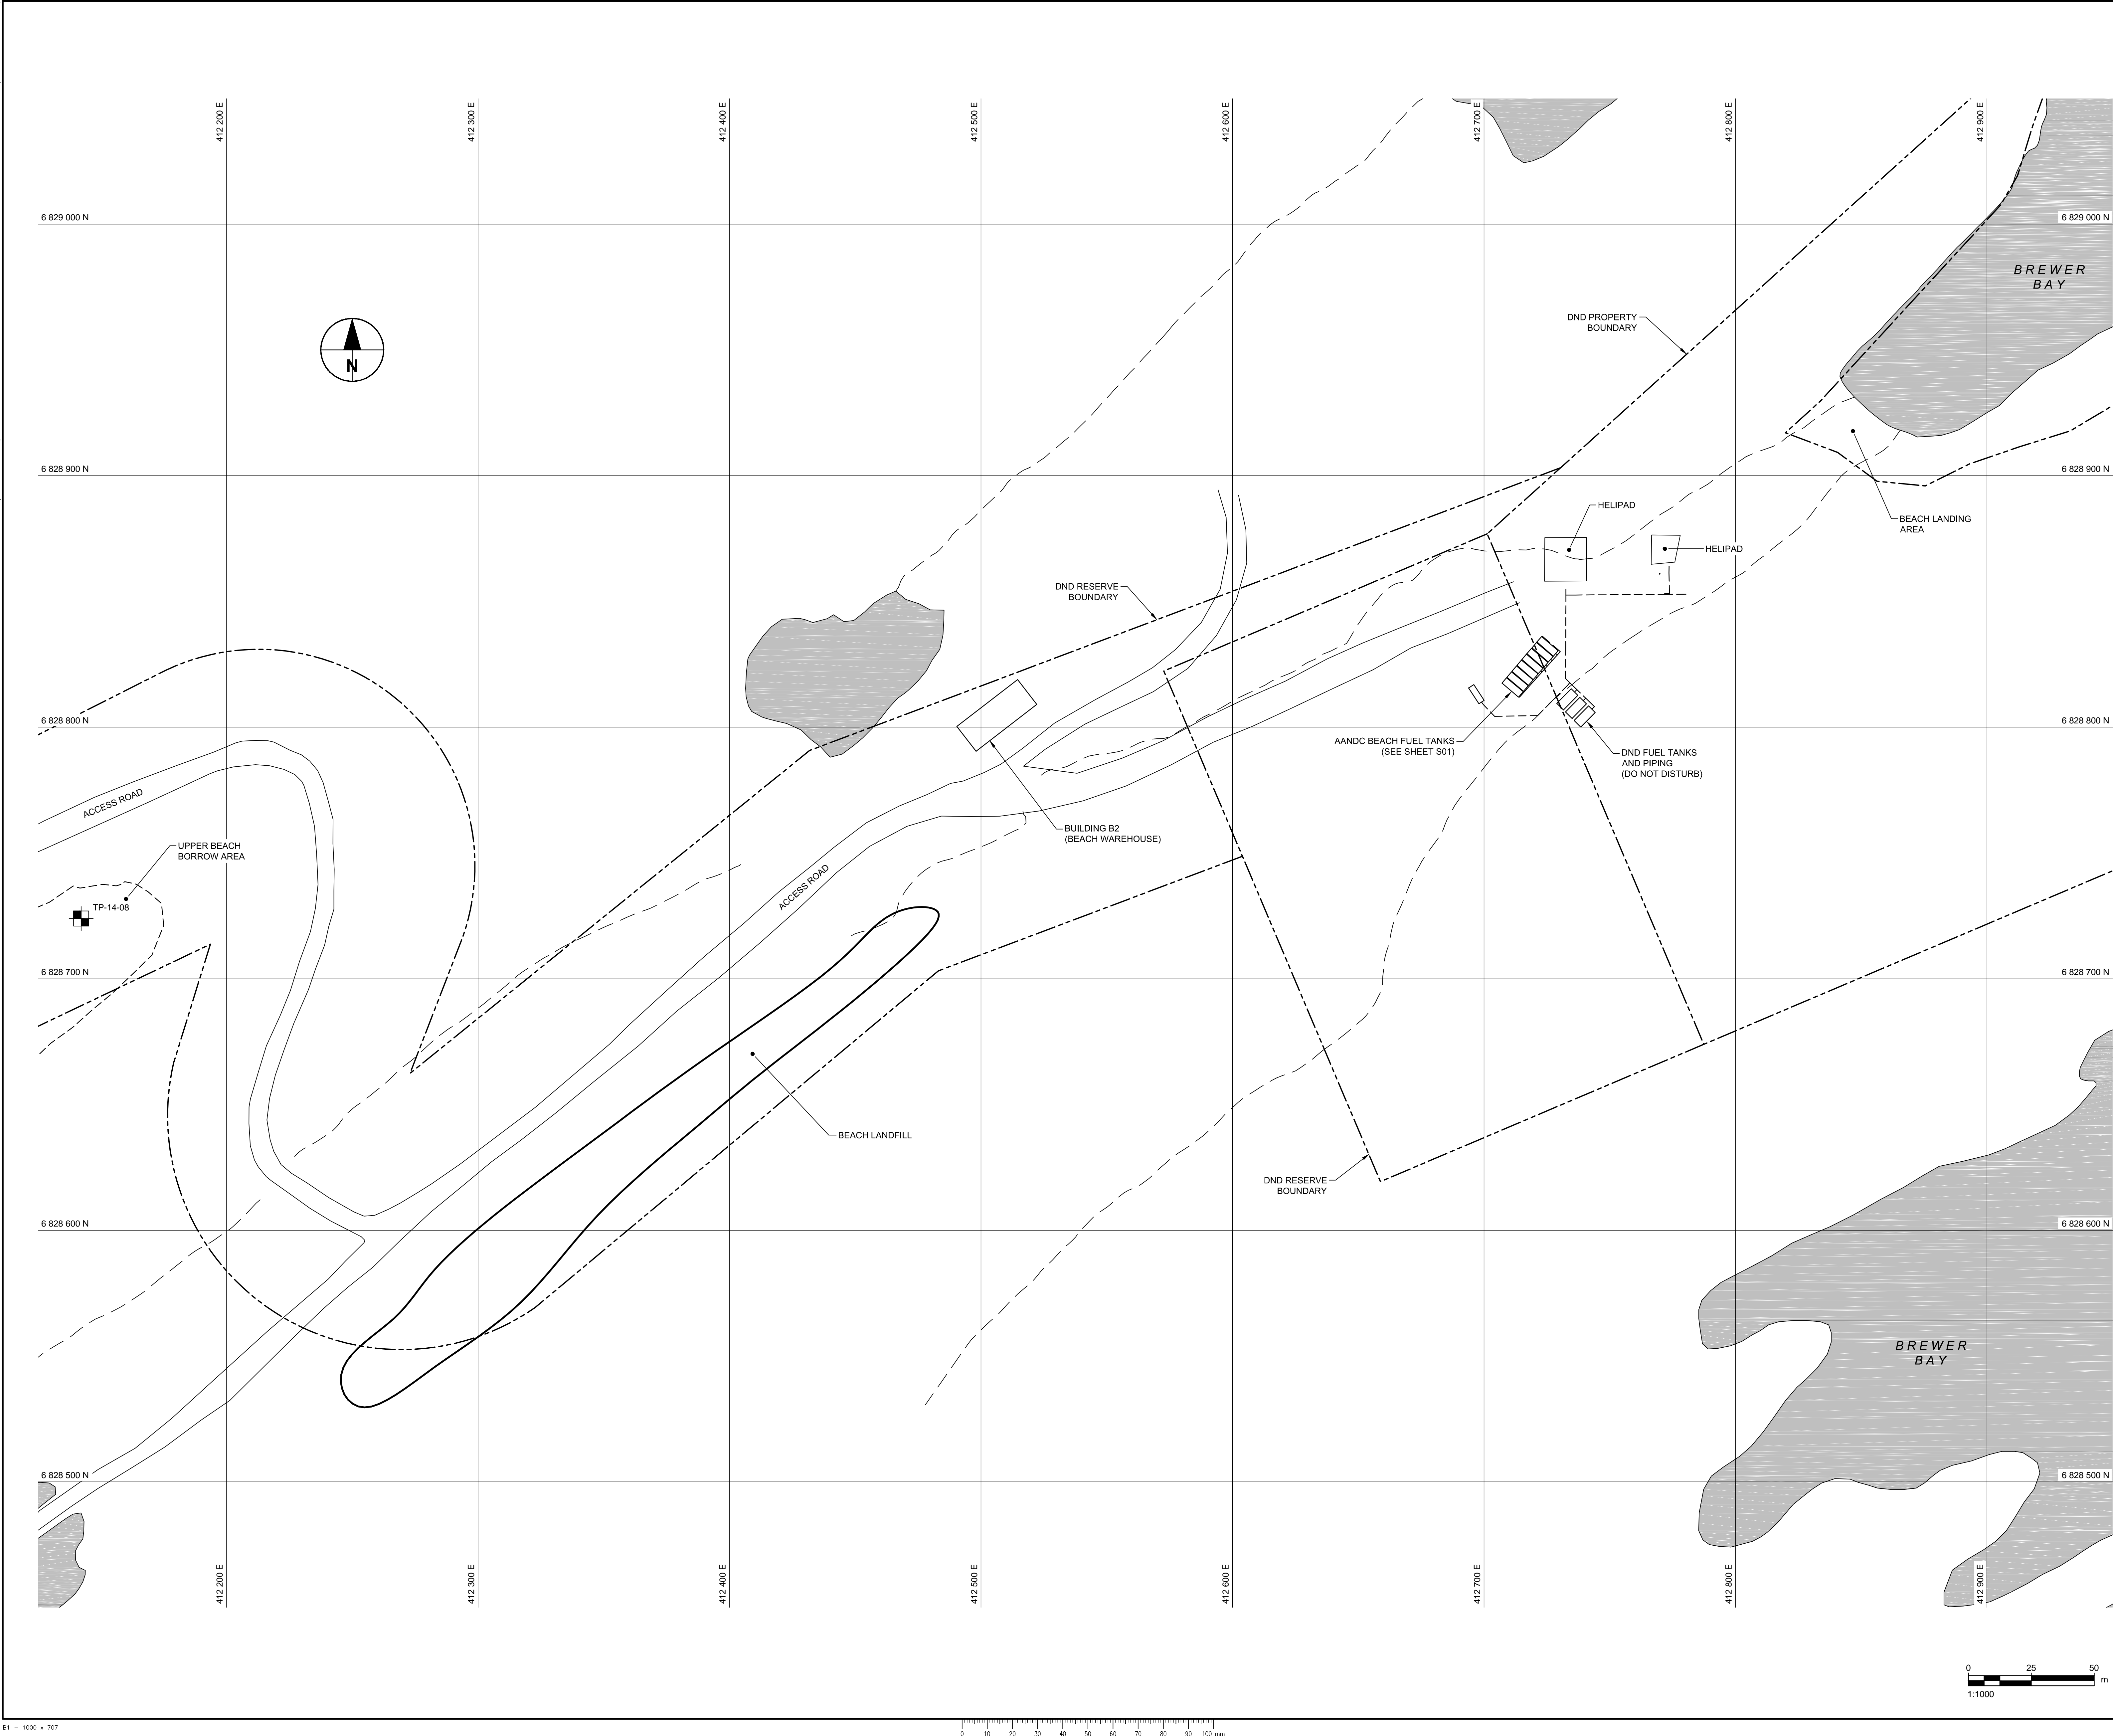 412 200 E
412 300 E
412 400 E
412 500 E
412 600 E
412 700 E
412 800 E
412 900 E
6 829 000 N
6 829 000 N
BREWER
BAY
N
DND PROPERTY
BOUNDARY
6 828 900 N
6 828 900 N
HELIPAD
BEACH LANDING
AREA
HELIPAD
DND RESERVE
BOUNDARY
6 828 800 N
6 828 800 N
AANDC BEACH FUEL TANKS
(SEE SHEET S01)
DND FUEL TANKS
AND PIPING
(DO NOT DISTURB)
ACCESS ROAD
BUILDING B2
(BEACH WAREHOUSE)
UPPER BEACH
BORROW AREA
ACCESS ROAD
TP-14-08
6 828 700 N
6 828 700 N
BEACH LANDFILL
DND RESERVE
BOUNDARY
6 828 600 N
6 828 600 N
BREWER
BAY
6 828 500 N
6 828 500 N
412 200 E
412 300 E
412 400 E
412 500 E
412 600 E
412 700 E
412 800 E
412 900 E
0 25 50
m
1:1000
B1 - 1000 x 707
0 10 20 30 40 50 60 70 80 90 100 mm